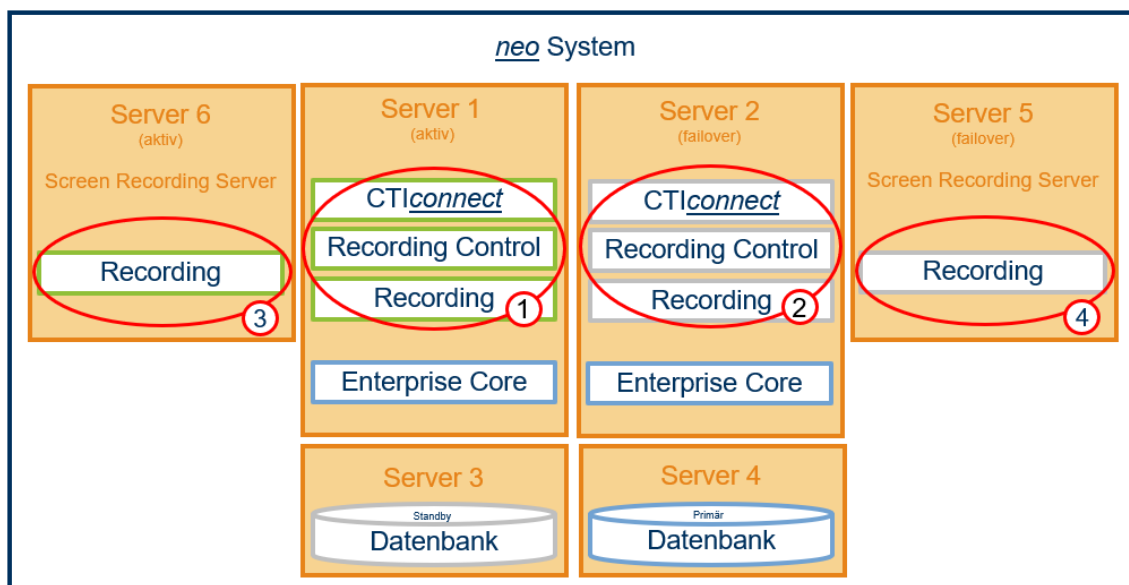 neo System
Server 6
(aktiv)
Screen Recording Server
Recording
3
Server 1
(aktiv)
CTIconnect
Recording Control
Recording
1
Enterprise Core
Server 2
(failover)
CTIconnect
Recording Control
Recording
2
Enterprise Core
Server 5
(failover)
Screen Recording Server
Recording
4
Server 3
Standby
Datenbank
Server 4
Primär
Datenbank